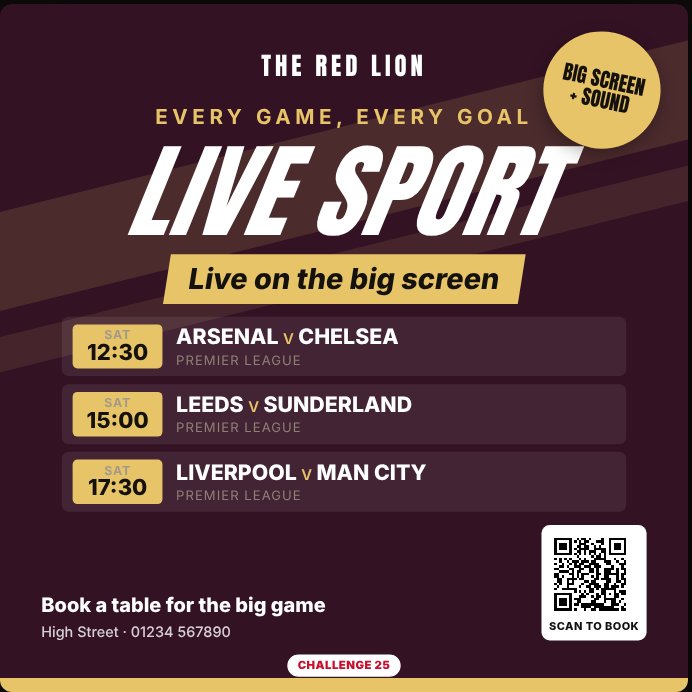 THE RED LION
BIG SCREEN
+ SOUND
EVERY GAME, EVERY GOAL
LIVE SPORT
Live on the big screen
SAT
12:30
ARSENAL v CHELSEA
PREMIER LEAGUE
SAT
15:00
LEEDS v SUNDERLAND
PREMIER LEAGUE
SAT
17:30
LIVERPOOL v MAN CITY
PREMIER LEAGUE
Book a table for the big game
High Street · 01234 567890
SCAN TO BOOK
CHALLENGE 25